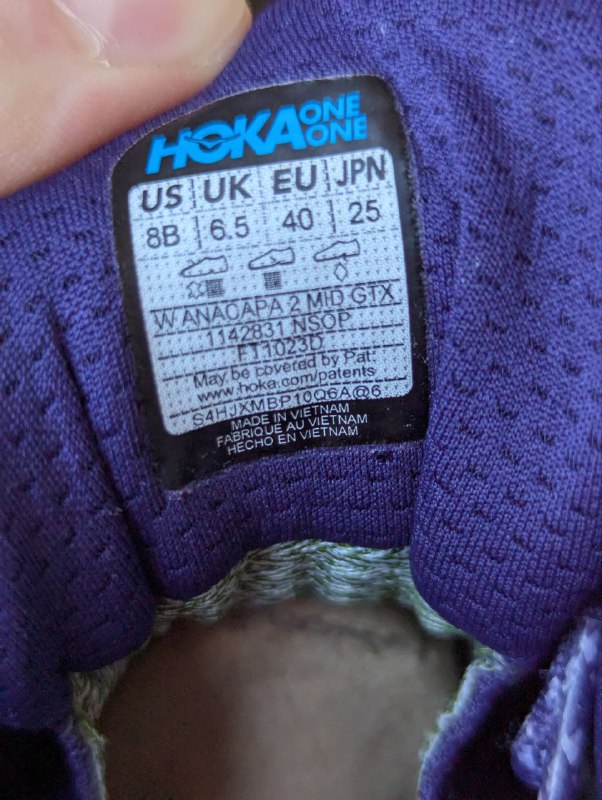 HOKA ONE ONE
US UK EU JPN
8B 6.5 40 25
W ANACAPA 2 MID GTX
1142831 NSOP
F11023D
May be covered by Pat:
www.hoka.com/patents
S4HJXMBP10Q6A@6
MADE IN VIETNAM
FABRIQUE AU VIETNAM
HECHO EN VIETNAM